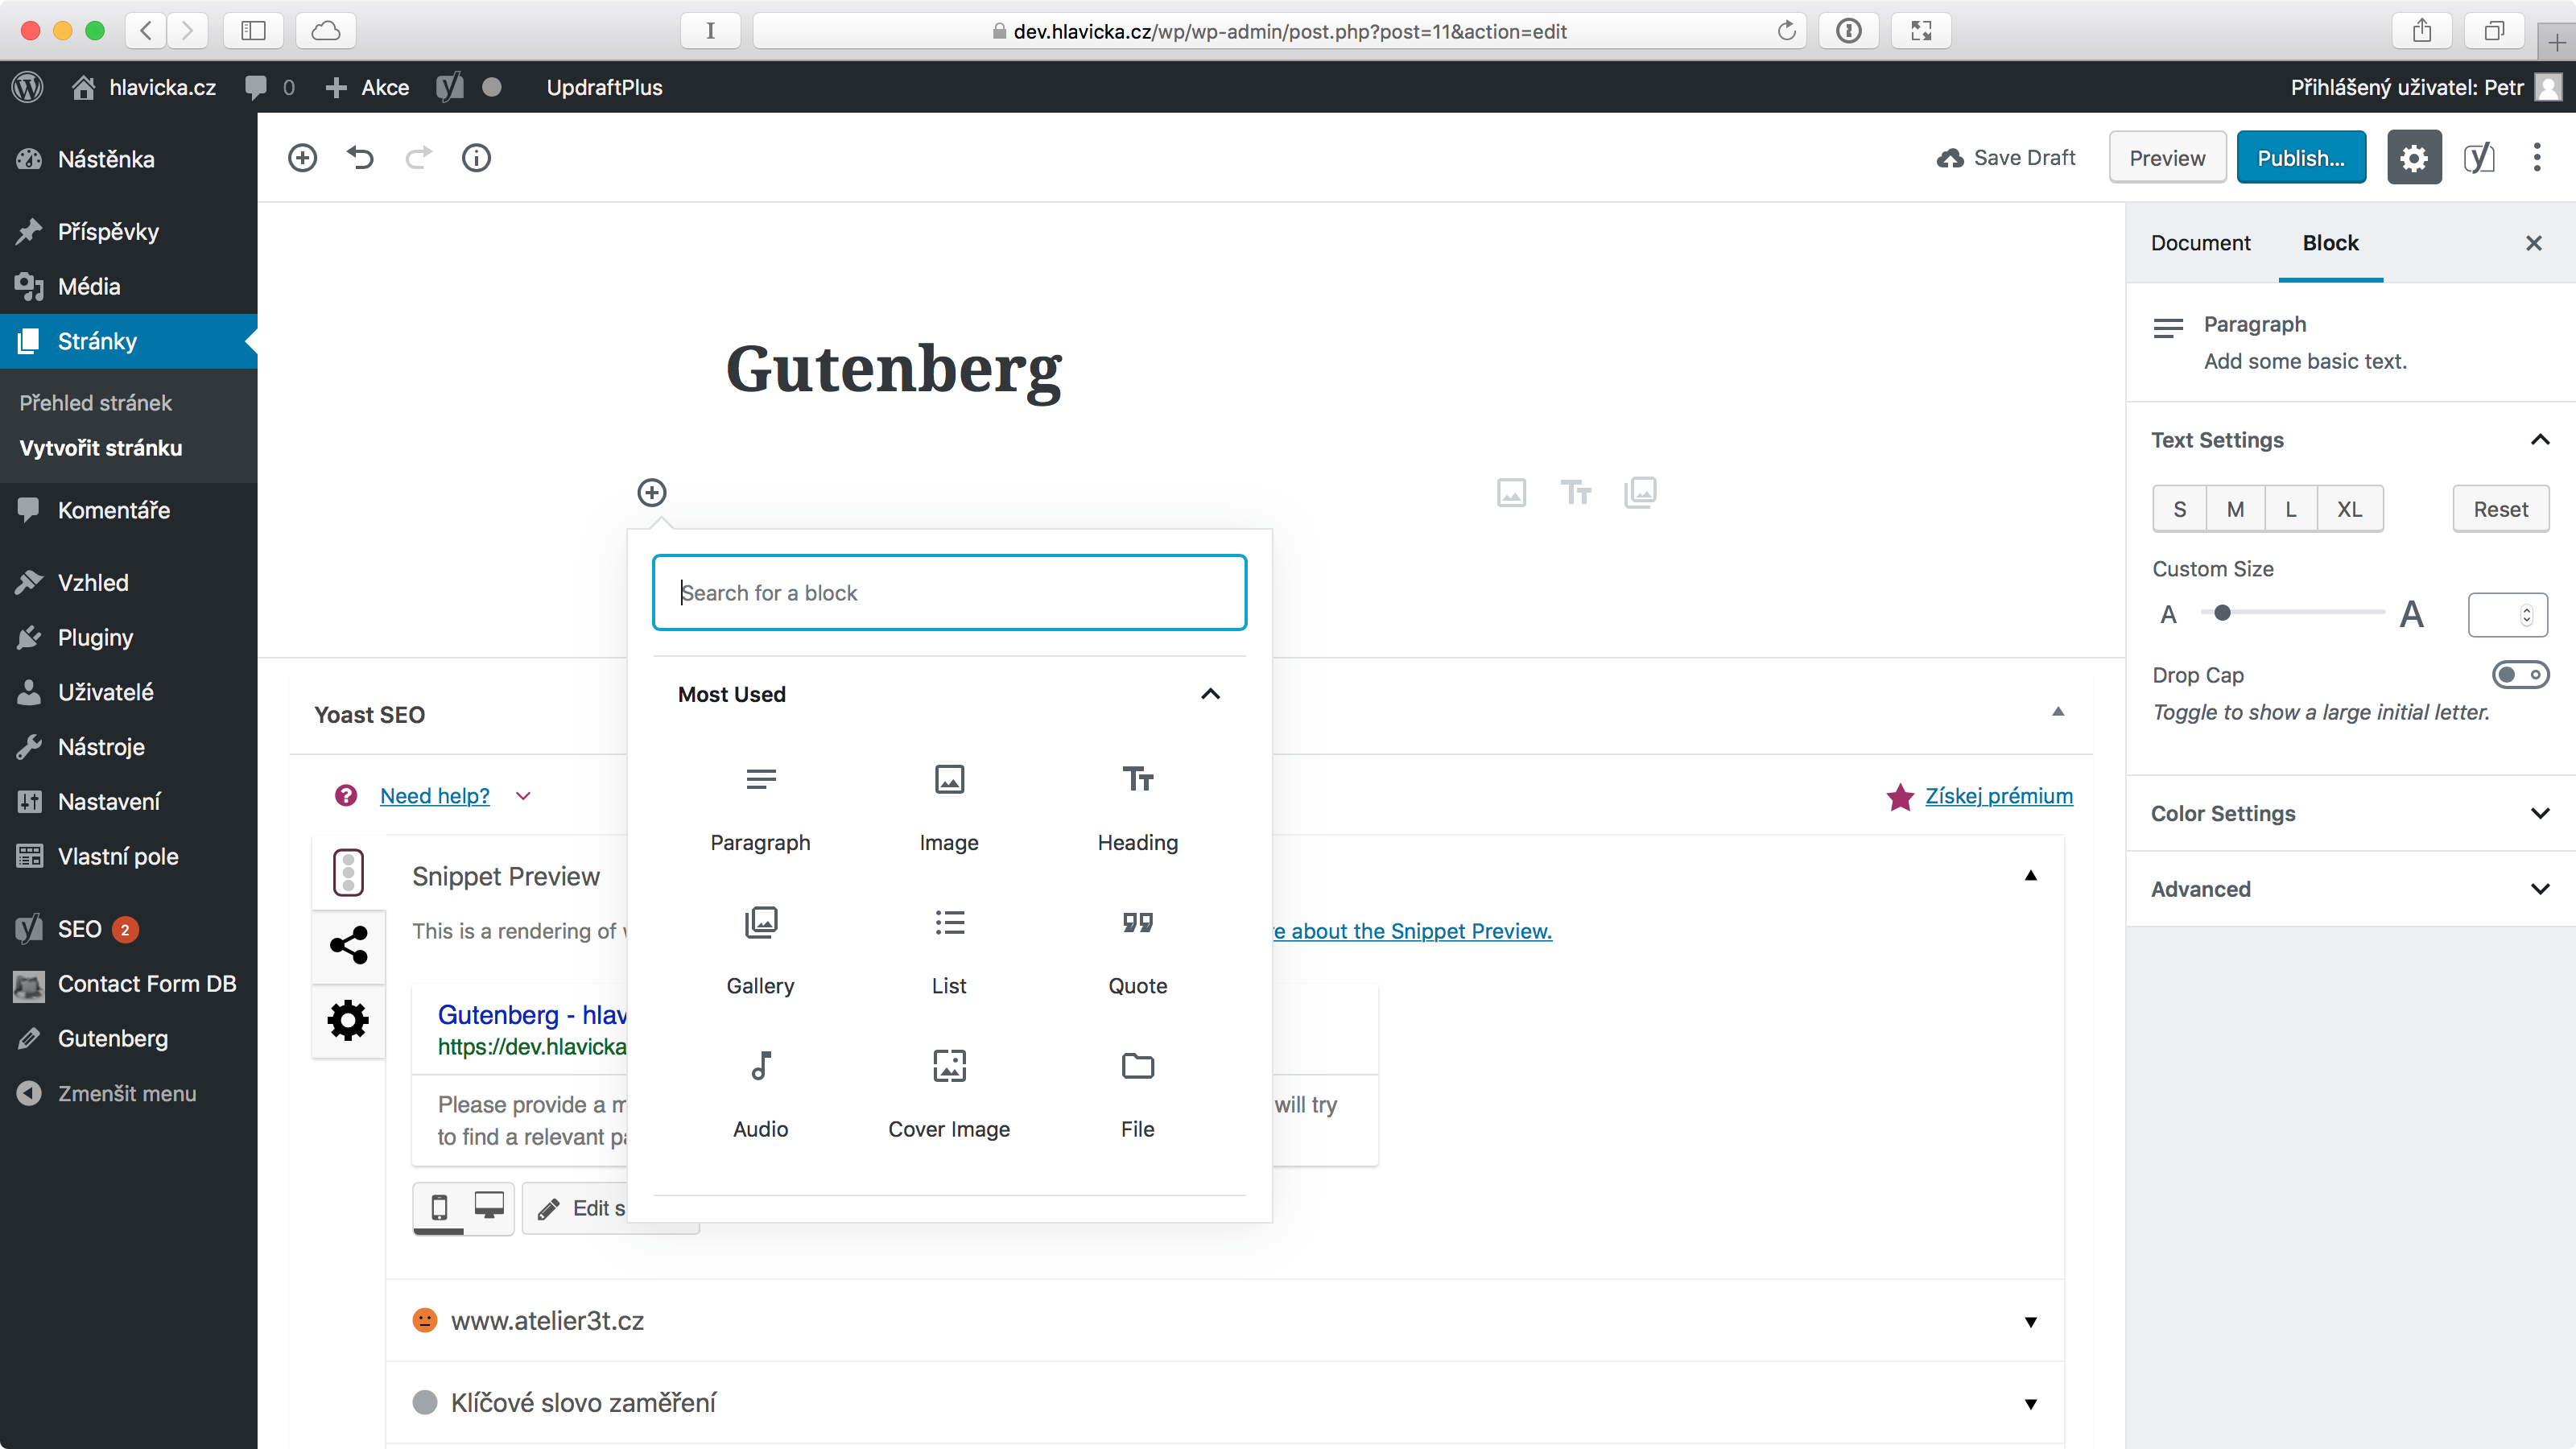 dev.hlavicka.cz/wp/wp-admin/post.php?post=11&action=edit
hlavicka.cz
0
Akce
UpdraftPlus
Přihlášený uživatel: Petr
Nástěnka
Příspěvky
Média
Stránky
Přehled stránek
Vytvořit stránku
Komentáře
Vzhled
Pluginy
Uživatelé
Nástroje
Nastavení
Vlastní pole
SEO 2
Contact Form DB
Gutenberg
Zmenšit menu
Save Draft
Preview
Publish...
Gutenberg
Search for a block
Most Used
Paragraph
Image
Heading
Gallery
List
Quote
Audio
Cover Image
File
Yoast SEO
Need help?
Získej prémium
Snippet Preview
This is a rendering of
e about the Snippet Preview.
Gutenberg - hlav
https://dev.hlavicka
Please provide a m
will try
to find a relevant pa
Edit s
www.atelier3t.cz
Klíčové slovo zaměření
Document
Block
Paragraph
Add some basic text.
Text Settings
S
M
L
XL
Reset
Custom Size
A
A
Drop Cap
Toggle to show a large initial letter.
Color Settings
Advanced